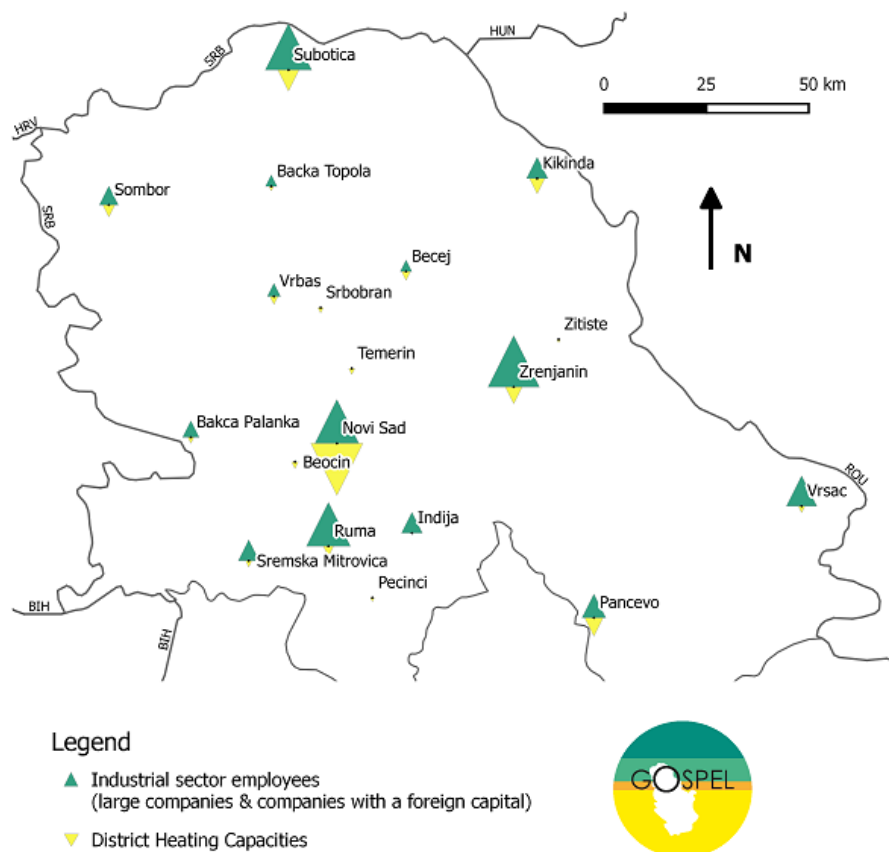 HUN
SRB
Subotica
0 25 50 km
HRV
Kikinda
Backa Topola
Sombor
SRB
N
Becej
Vrbas
Srbobran
Zitiste
Temerin
Zrenjanin
Bakca Palanka
Novi Sad
Beocin
ROU
Vrsac
Indija
Ruma
Sremska Mitrovica
Pecinci
Pancevo
BIH
BIH
Legend
Industrial sector employees
(large companies & companies with a foreign capital)
District Heating Capacities
GOSPEL